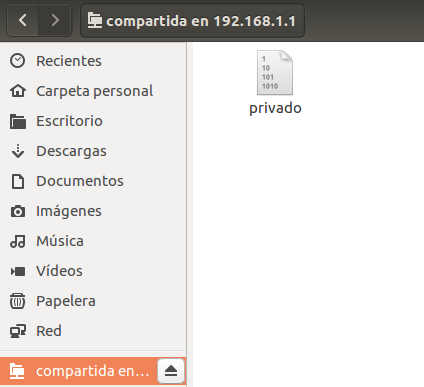 compartida en 192.168.1.1
Recientes
Carpeta personal
Escritorio
Descargas
Documentos
Imágenes
Música
Vídeos
Papelera
Red
compartida en...
1
10
101
1010
privado